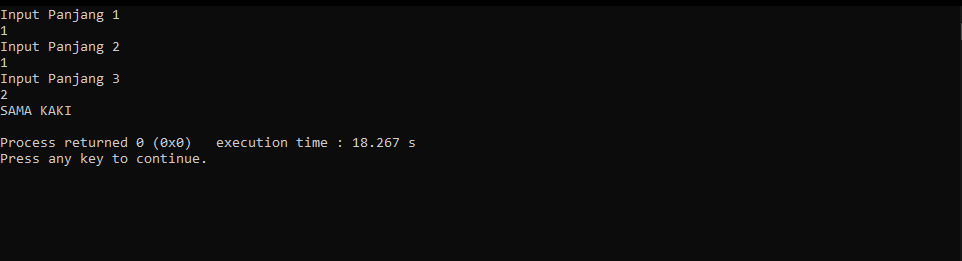 Input Panjang 1
1
Input Panjang 2
1
Input Panjang 3
2
SAMA KAKI
Process returned 0 (0x0)   execution time : 18.267 s
Press any key to continue.